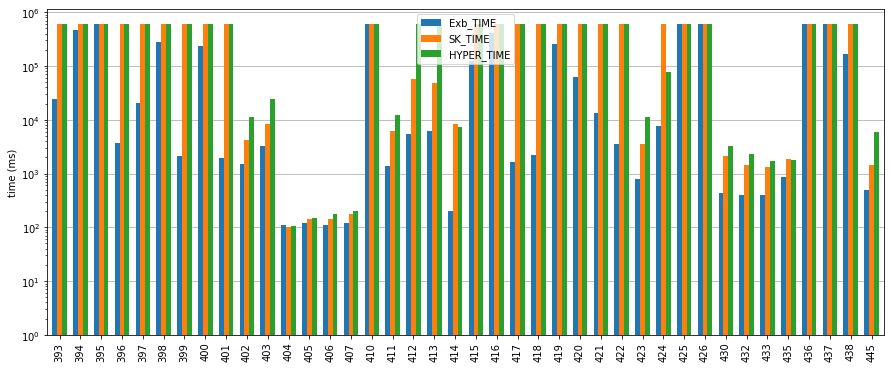 Exb_TIME
SK_TIME
HYPER_TIME
time (ms)
10⁶
10⁵
10⁴
10³
10²
10¹
10⁰
393 394 395 396 397 398 399 400 401 402 403 404 405 406 407 410 411 412 413 414 415 416 417 418 419 420 421 422 423 424 425 426 430 432 433 435 436 437 438 445